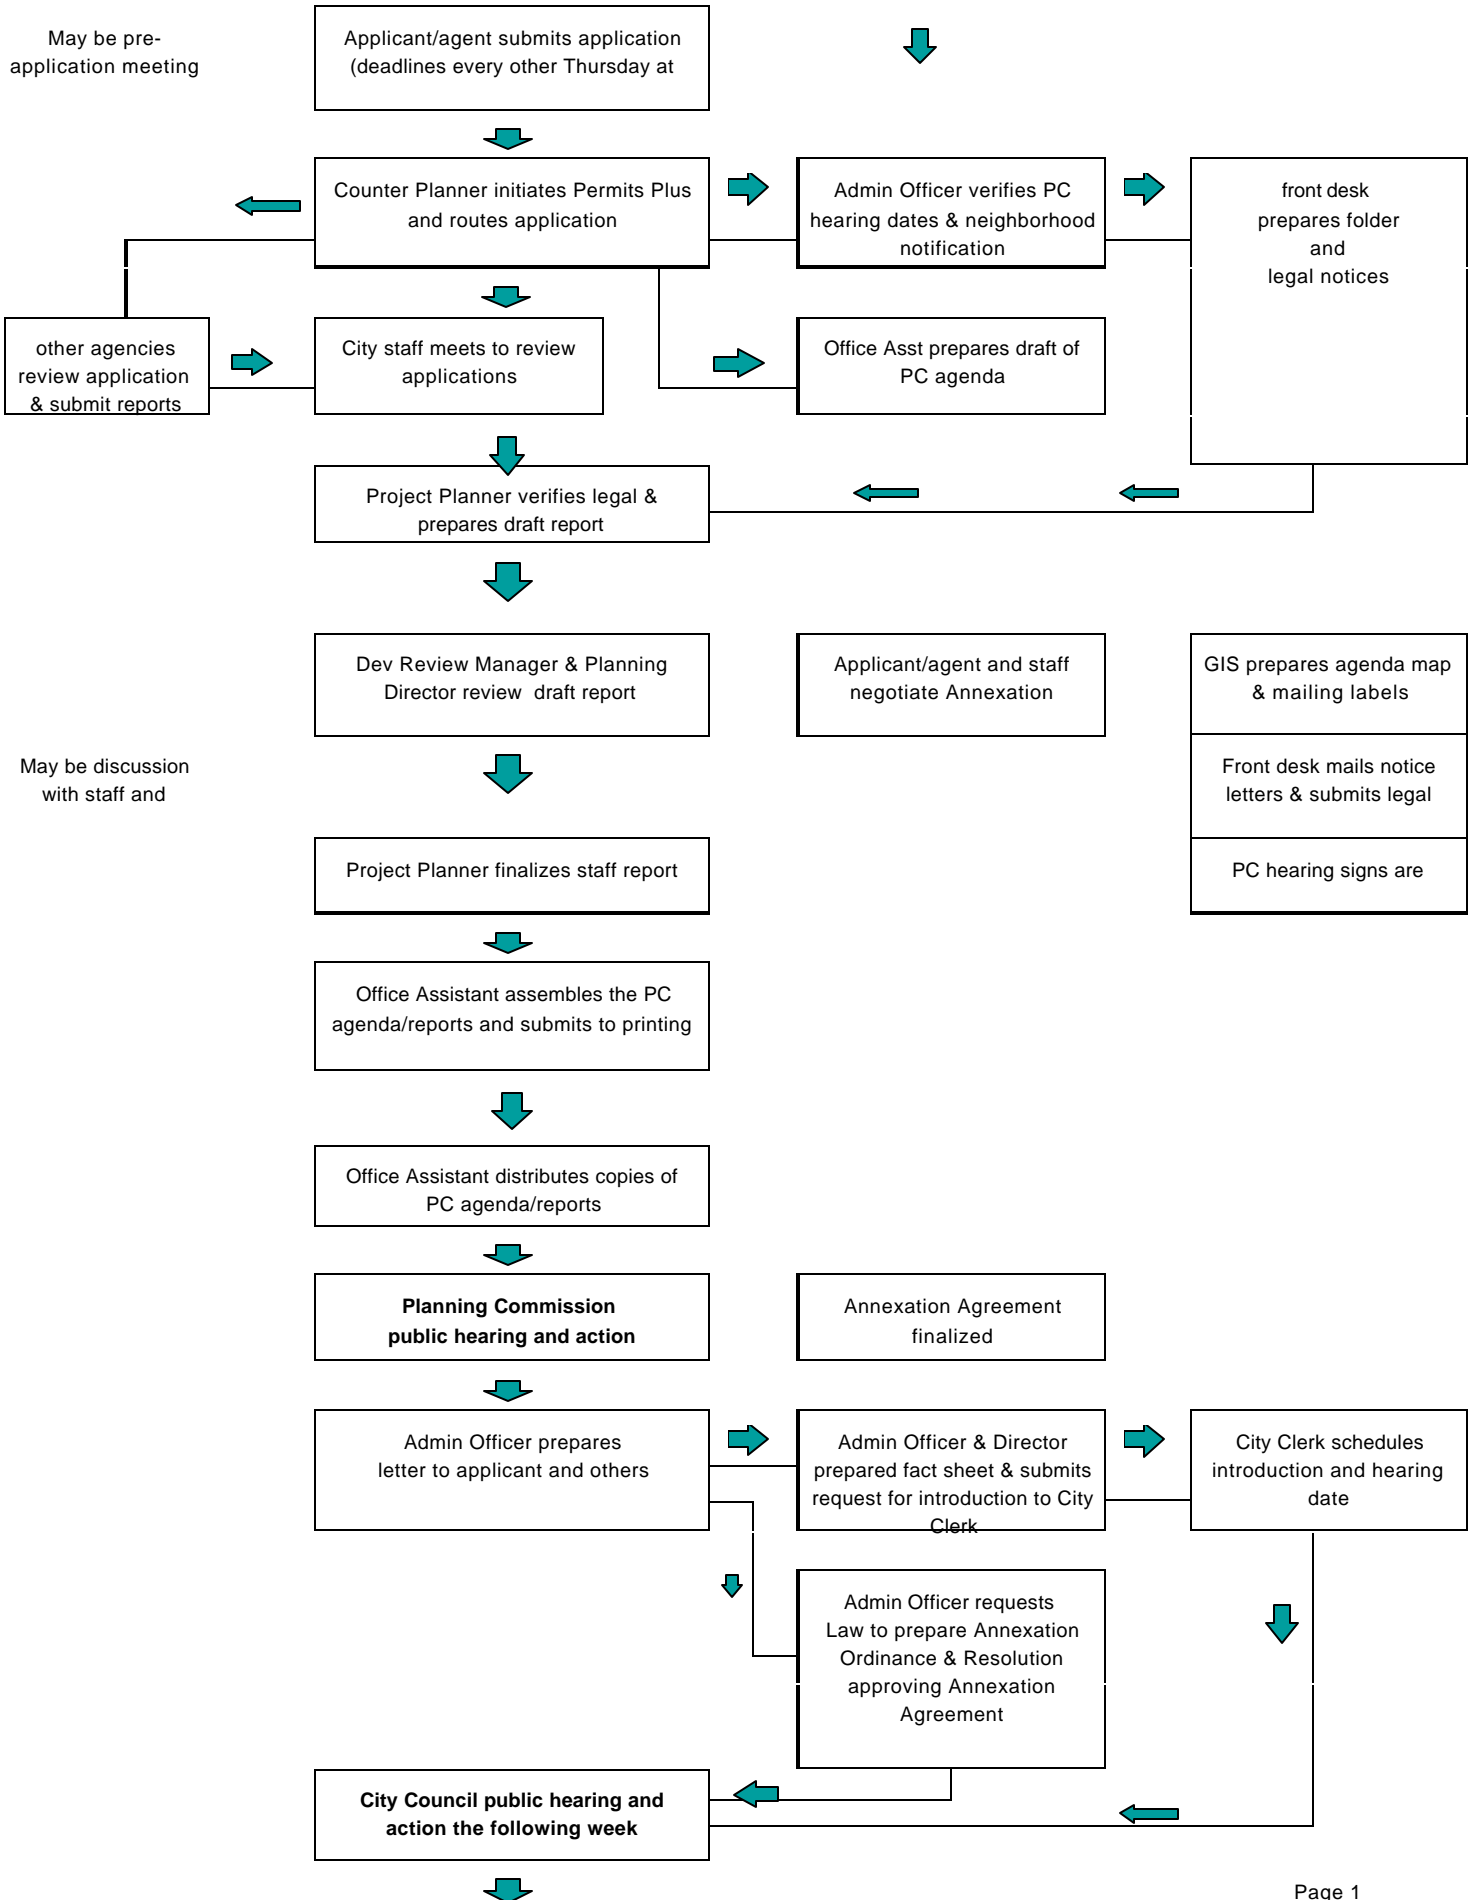 May be pre-
application meeting
Applicant/agent submits application
(deadlines every other Thursday at
Counter Planner initiates Permits Plus
and routes application
Admin Officer verifies PC
hearing dates & neighborhood
notification
front desk
prepares folder
and
legal notices
other agencies
review application
& submit reports
City staff meets to review
applications
Office Asst prepares draft of
PC agenda
Project Planner verifies legal &
prepares draft report
Dev Review Manager & Planning
Director review draft report
Applicant/agent and staff
negotiate Annexation
GIS prepares agenda map
& mailing labels
May be discussion
with staff and
Front desk mails notice
letters & submits legal
Project Planner finalizes staff report
PC hearing signs are
Office Assistant assembles the PC
agenda/reports and submits to printing
Office Assistant distributes copies of
PC agenda/reports
Planning Commission
public hearing and action
Annexation Agreement
finalized
Admin Officer prepares
letter to applicant and others
Admin Officer & Director
prepared fact sheet & submits
request for introduction to City
Clerk
City Clerk schedules
introduction and hearing
date
Admin Officer requests
Law to prepare Annexation
Ordinance & Resolution
approving Annexation
Agreement
City Council public hearing and
action the following week
Page 1